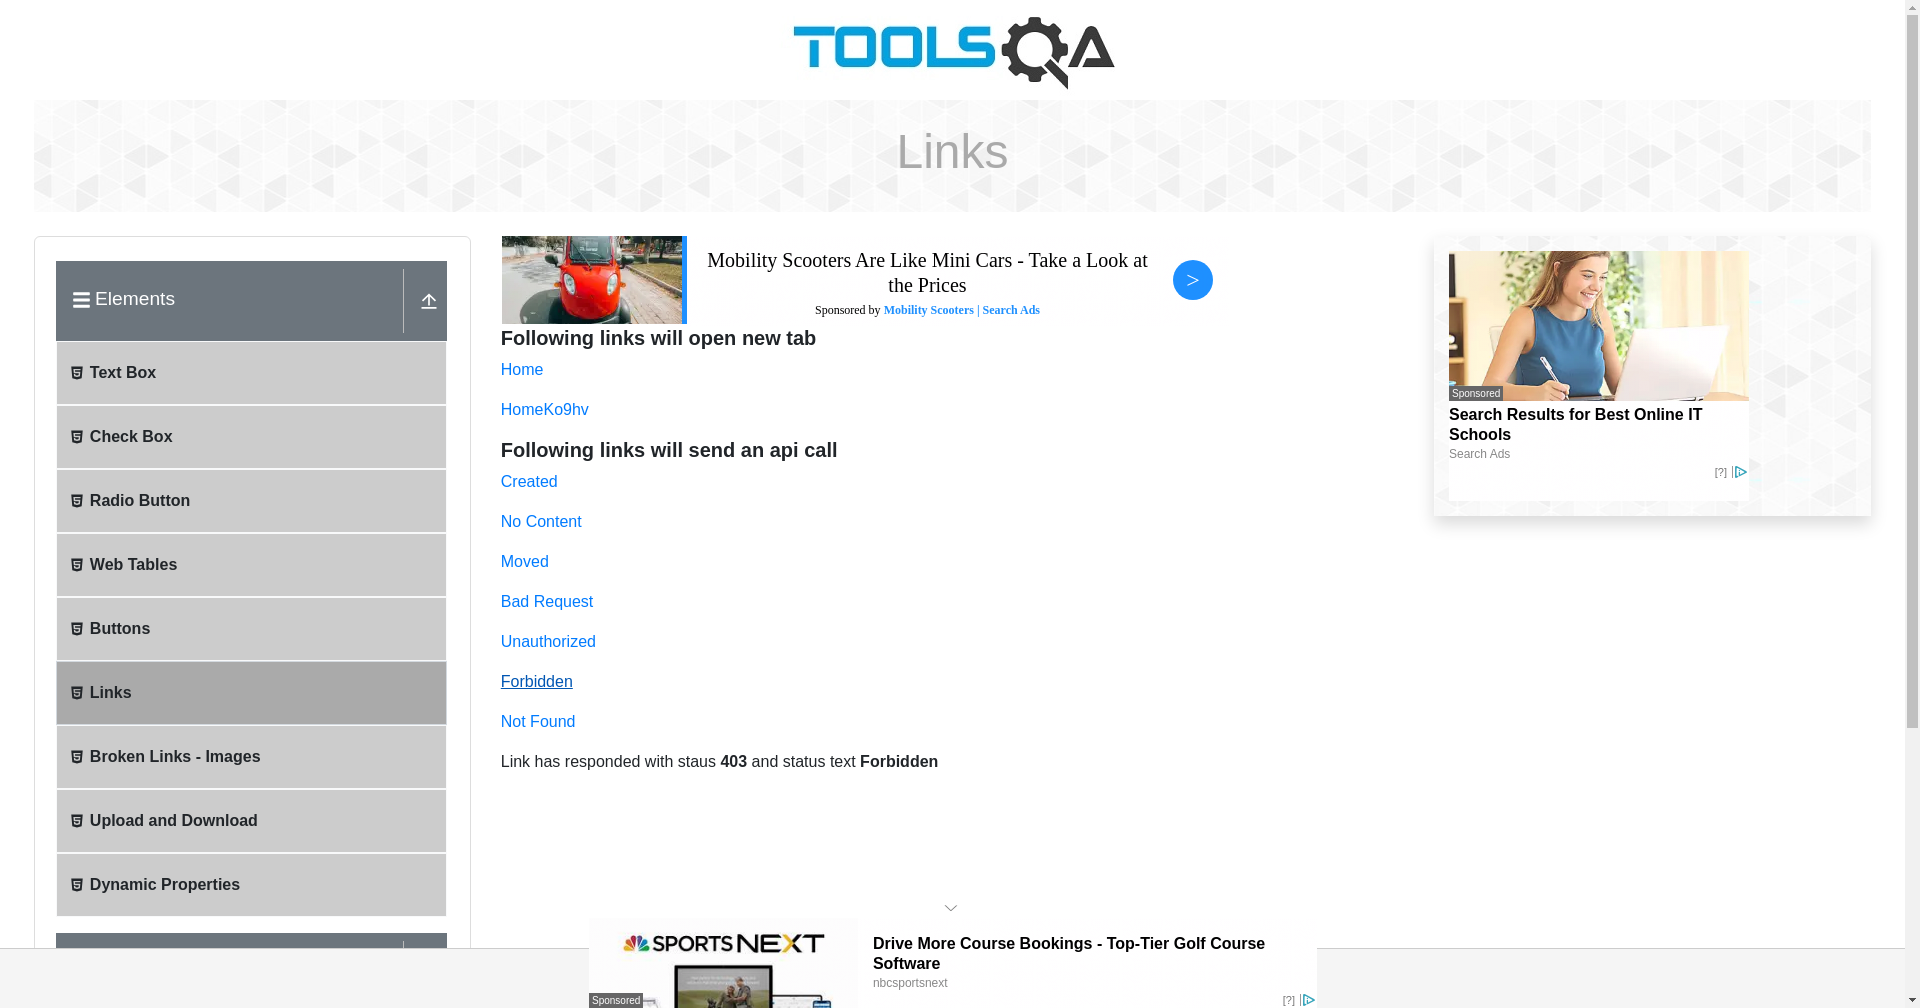 TOOLSQA
Links
Elements
Text Box
Check Box
Radio Button
Web Tables
Buttons
Links
Broken Links - Images
Upload and Download
Dynamic Properties
Mobility Scooters Are Like Mini Cars - Take a Look at
the Prices
Sponsored by Mobility Scooters | Search Ads
>
Following links will open new tab
Home
HomeKo9hv
Following links will send an api call
Created
No Content
Moved
Bad Request
Unauthorized
Forbidden
Not Found
Link has responded with staus 403 and status text Forbidden
Sponsored
Search Results for Best Online IT
Schools
Search Ads
[?]
SPORTS NEXT
Sponsored
Drive More Course Bookings - Top-Tier Golf Course
Software
nbcsportsnext
[?]